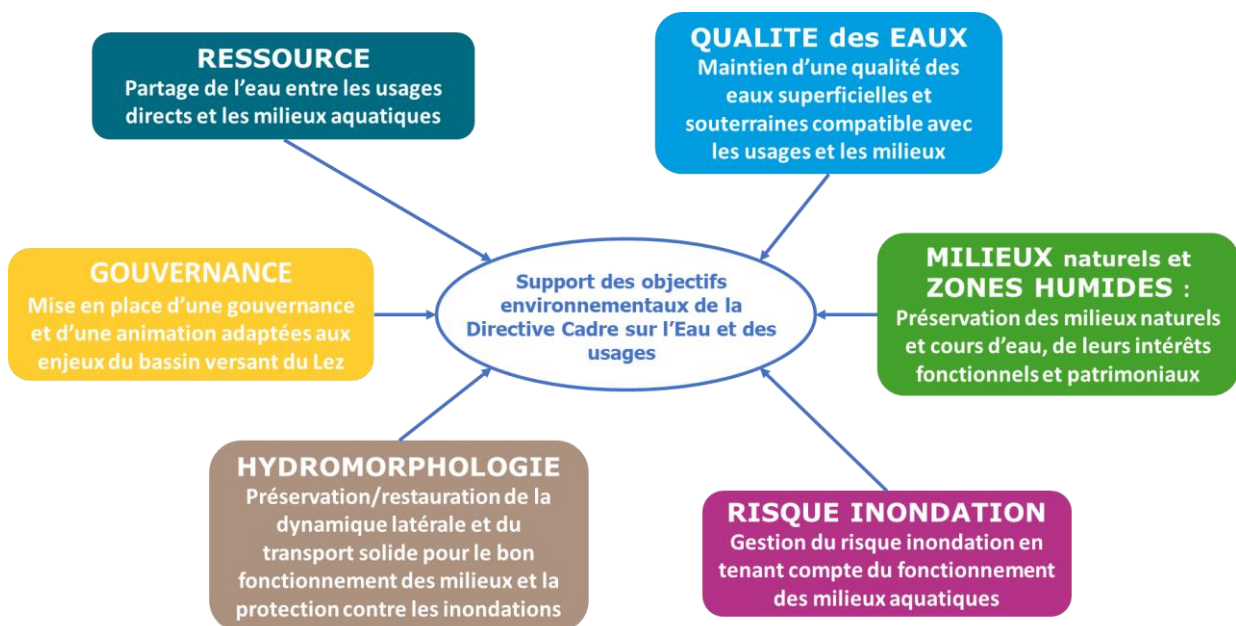 RESSOURCE
Partage de l'eau entre les usages
directs et les milieux aquatiques
QUALITE des EAUX
Maintien d'une qualité des
eaux superficielles et
souterraines compatible avec
les usages et les milieux
GOUVERNANCE
Mise en place d'une gouvernance
et d'une animation adaptées aux
enjeux du bassin versant du Lez
Support des objectifs
environnementaux de la
Directive Cadre sur l'Eau et des
usages
MILIEUX naturels et
ZONES HUMIDES :
Préservation des milieux naturels
et cours d'eau, de leurs intérêts
fonctionnels et patrimoniaux
HYDROMORPHOLOGIE
Préservation/restauration de la
dynamique latérale et du
transport solide pour le bon
fonctionnement des milieux et la
protection contre les inondations
RISQUE INONDATION
Gestion du risque inondation en
tenant compte du fonctionnement
des milieux aquatiques